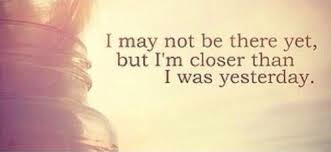 I may not be there yet,
but I'm closer than
I was yesterday.